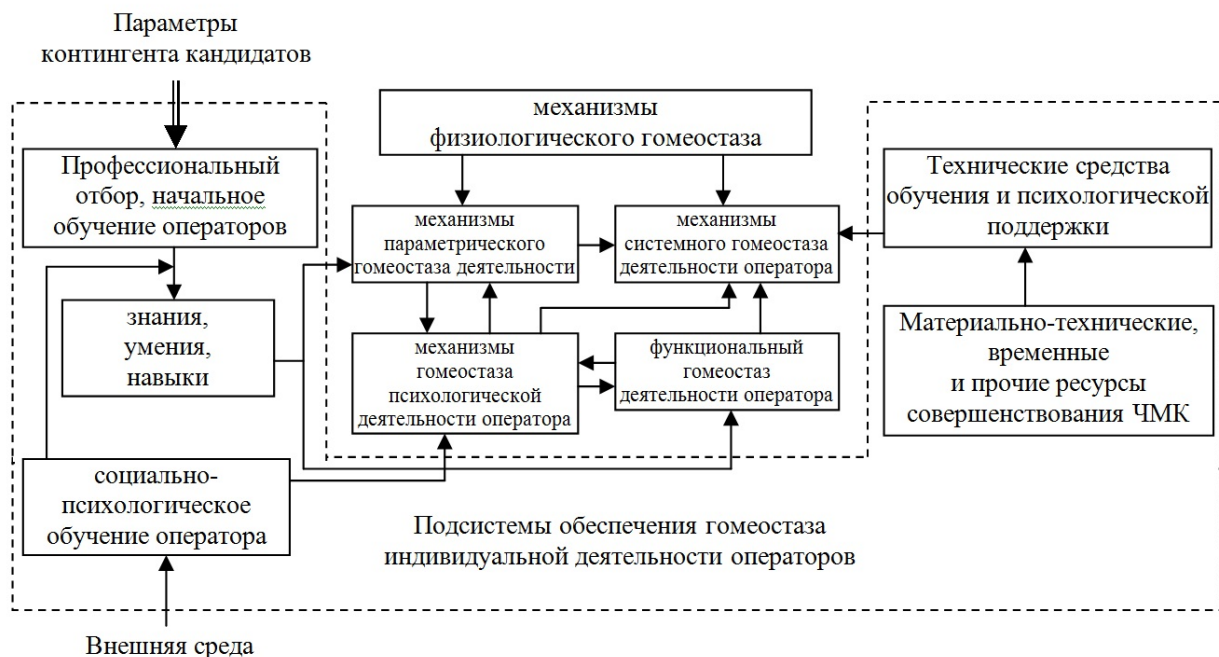 Параметры
контингента кандидатов
механизмы
физиологического гомеостаза
Профессиональный
отбор, начальное
обучение операторов
механизмы
параметрического
гомеостаза деятельности
механизмы
системного гомеостаза
деятельности оператора
Технические средства
обучения и психологической
поддержки
знания,
умения,
навыки
механизмы
гомеостаза
психологической
деятельности оператора
функциональный
гомеостаз
деятельности оператора
Материально-технические,
временные
и прочие ресурсы
совершенствования ЧМК
социально-
психологическое
обучение оператора
Подсистемы обеспечения гомеостаза
индивидуальной деятельности операторов
Внешняя среда